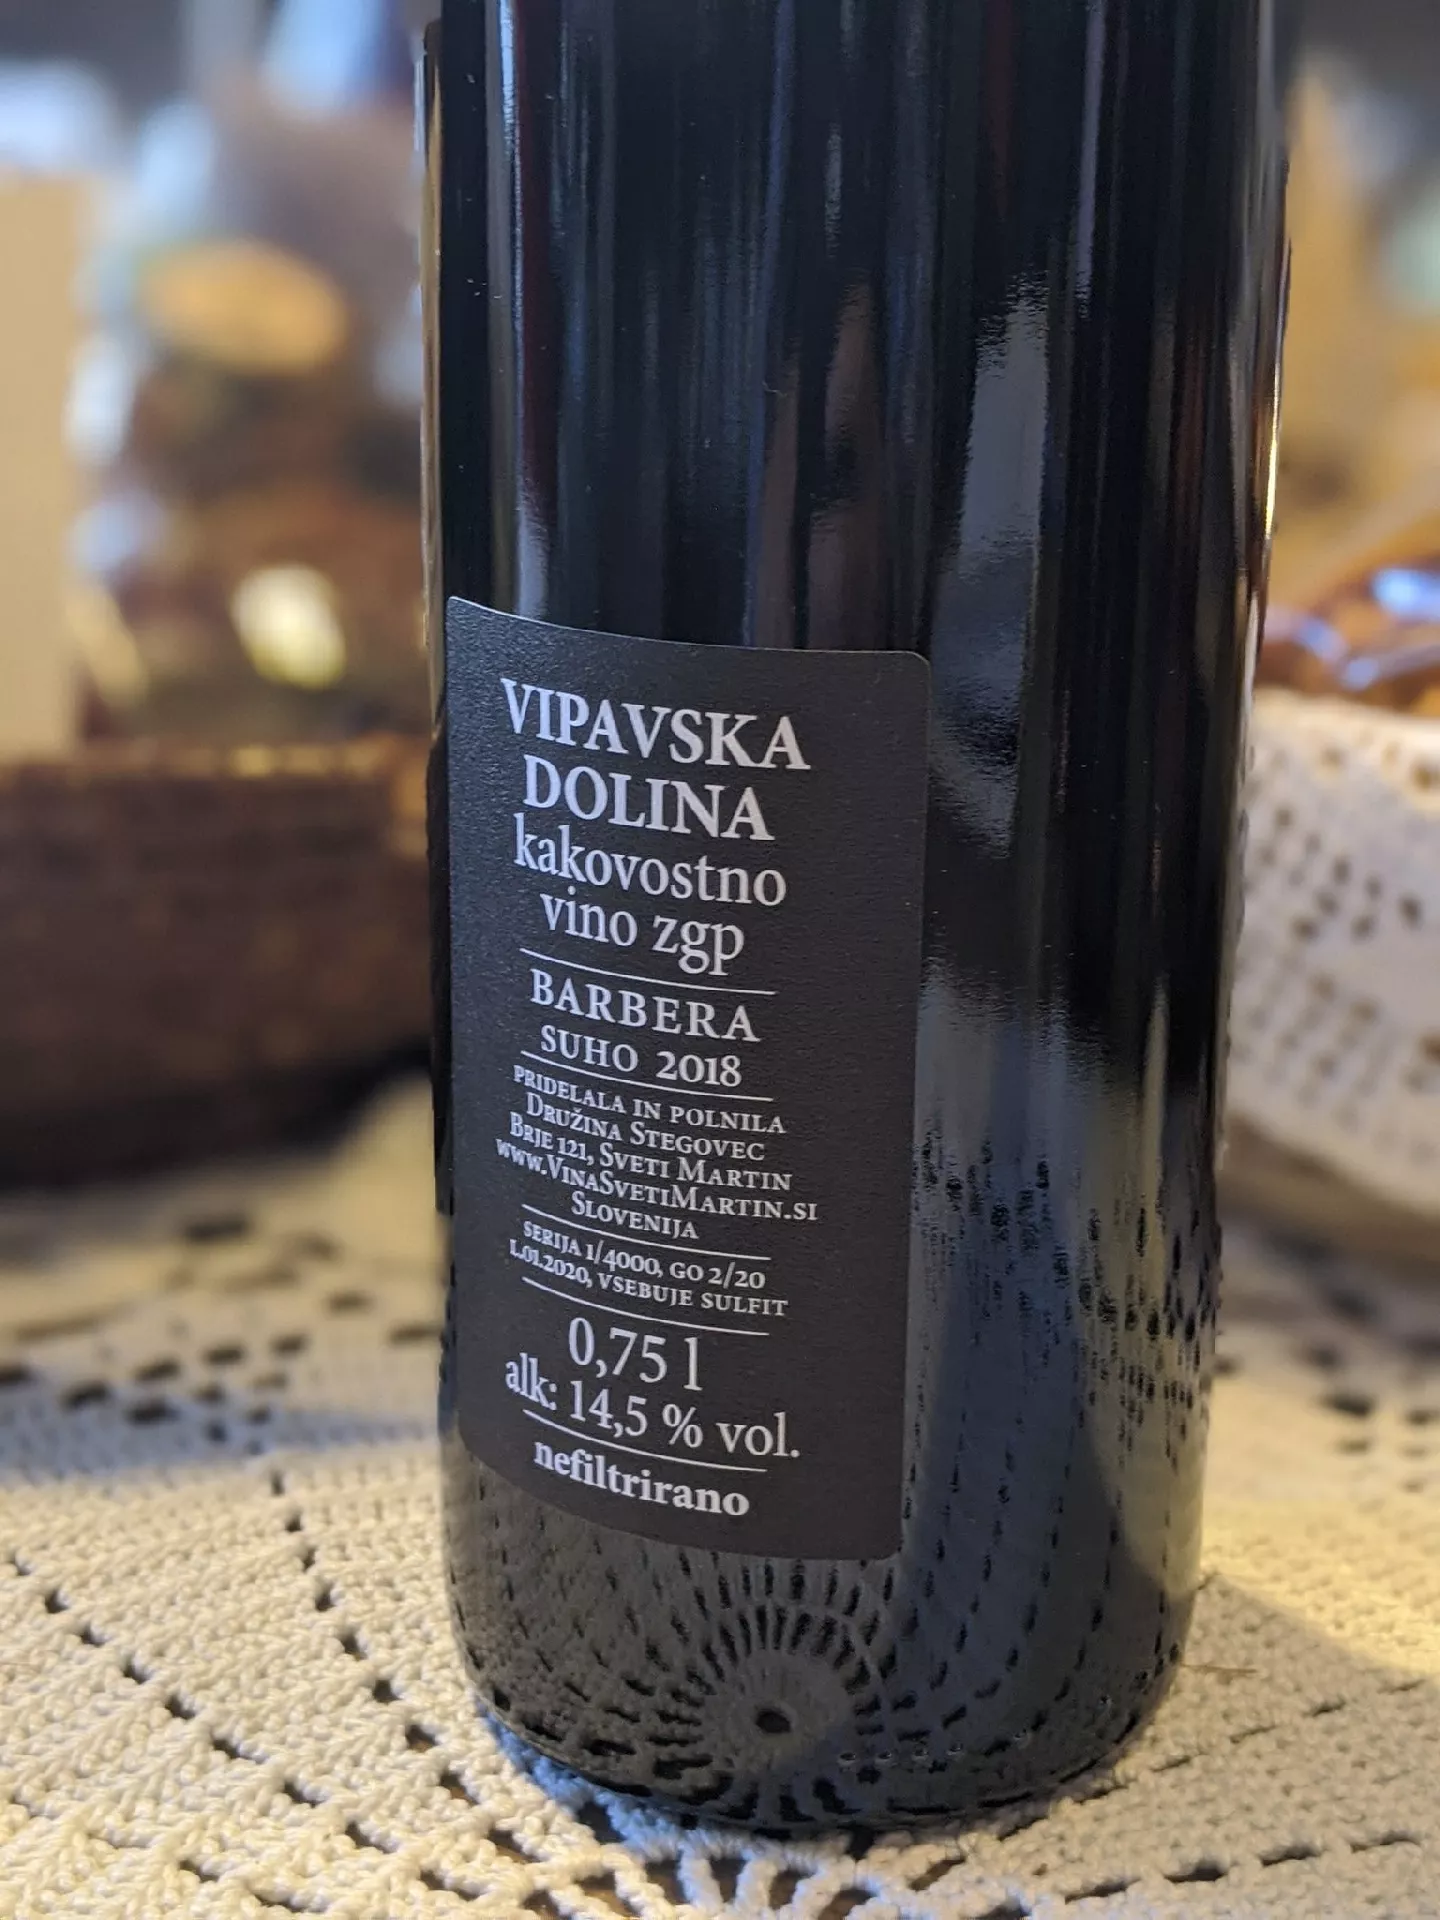 VIPAVSKA
DOLINA
kakovostno
vino zgp
BARBERA
SUHO 2018
PRIDELALA IN POLNILA
DRUŽINA STEGOVEC
BRJE 121, SVETI MARTIN
www.VINASVETIMARTIN.SI
SLOVENIJA
SERIJA 1/4000, GO 2/20
L.01.2020, VSEBUJE SULFIT
0,75 l
alk: 14,5 % vol.
nefiltrirano